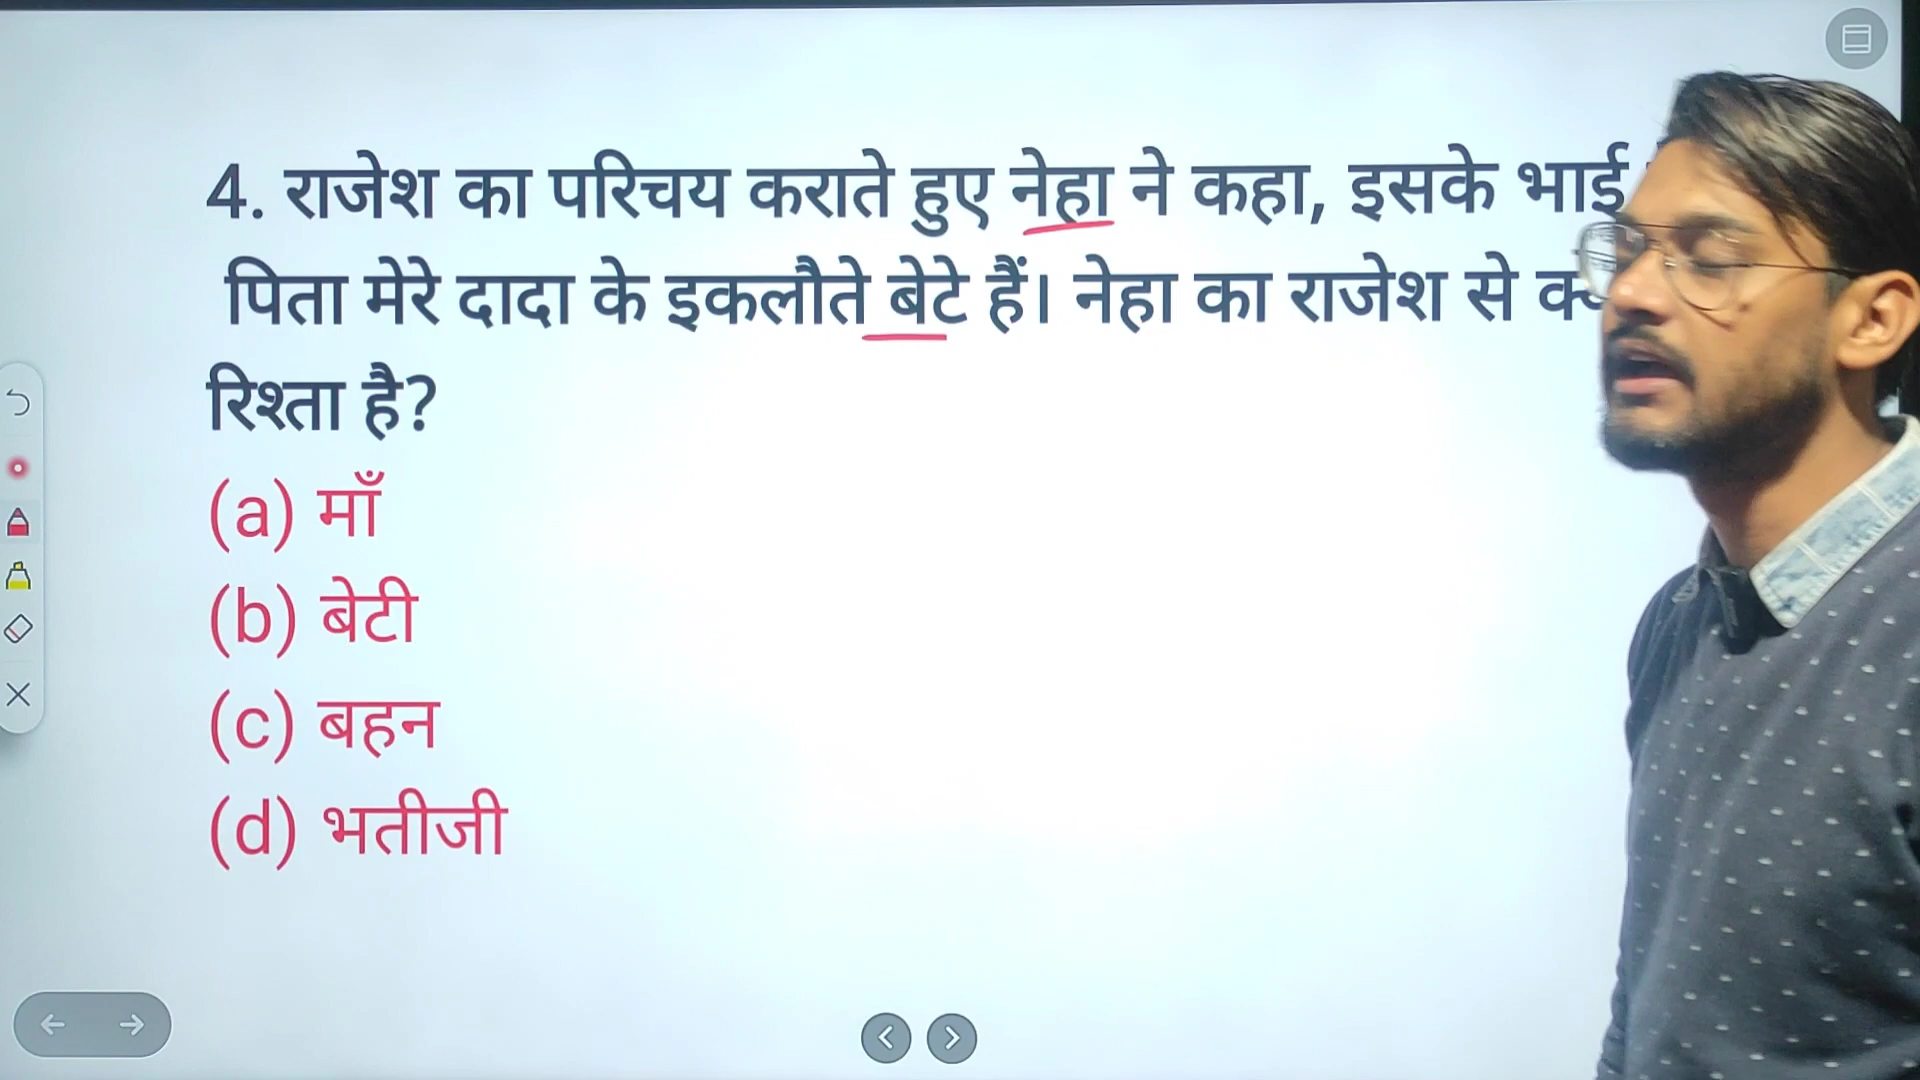 4. राजेश का परिचय कराते हुए नेहा ने कहा, इसके भाई
पिता मेरे दादा के इकलौते बेटे हैं। नेहा का राजेश से
रिश्ता है?
(a) माँ
(b) बेटी
(c) बहन
(d) भतीजी